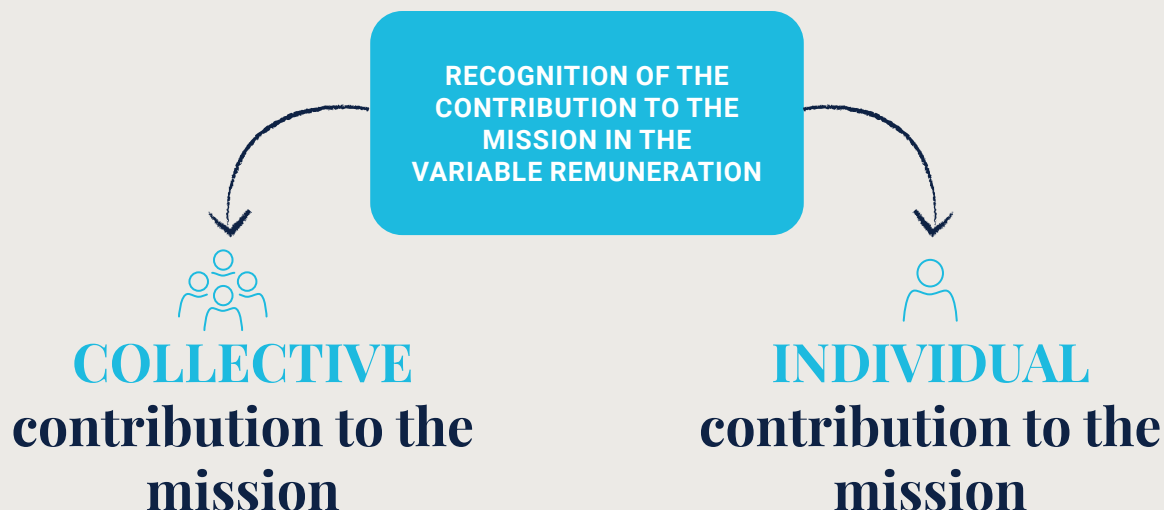 RECOGNITION OF THE
CONTRIBUTION TO THE
MISSION IN THE
VARIABLE REMUNERATION
COLLECTIVE
contribution to the
mission
INDIVIDUAL
contribution to the
mission